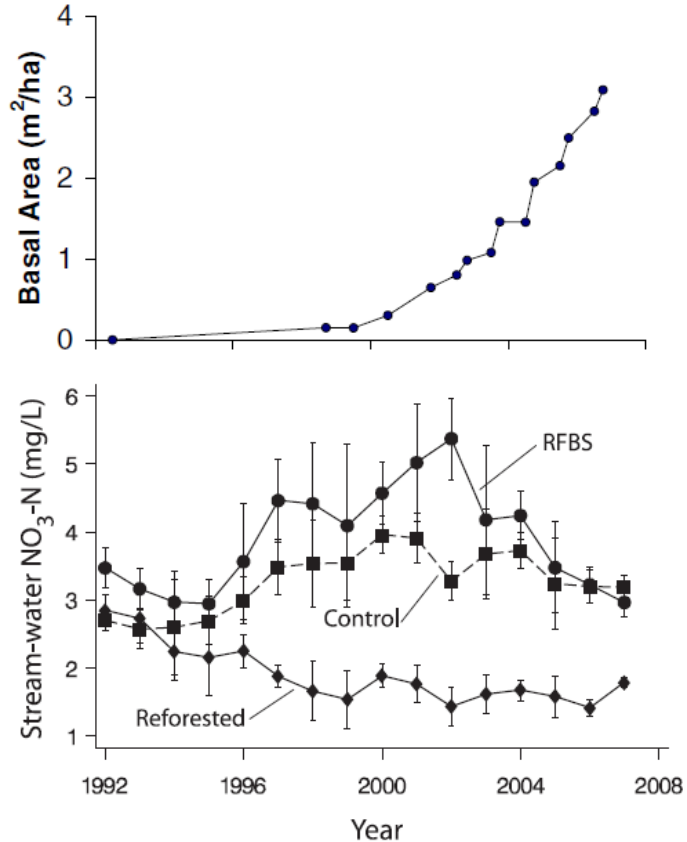 4
3
2
1
0
Basal Area (m²/ha)
6
5
4
3
2
1
Stream-water NO₃-N (mg/L)
RFBS
Control
Reforested
1992 1996 2000 2004 2008
Year